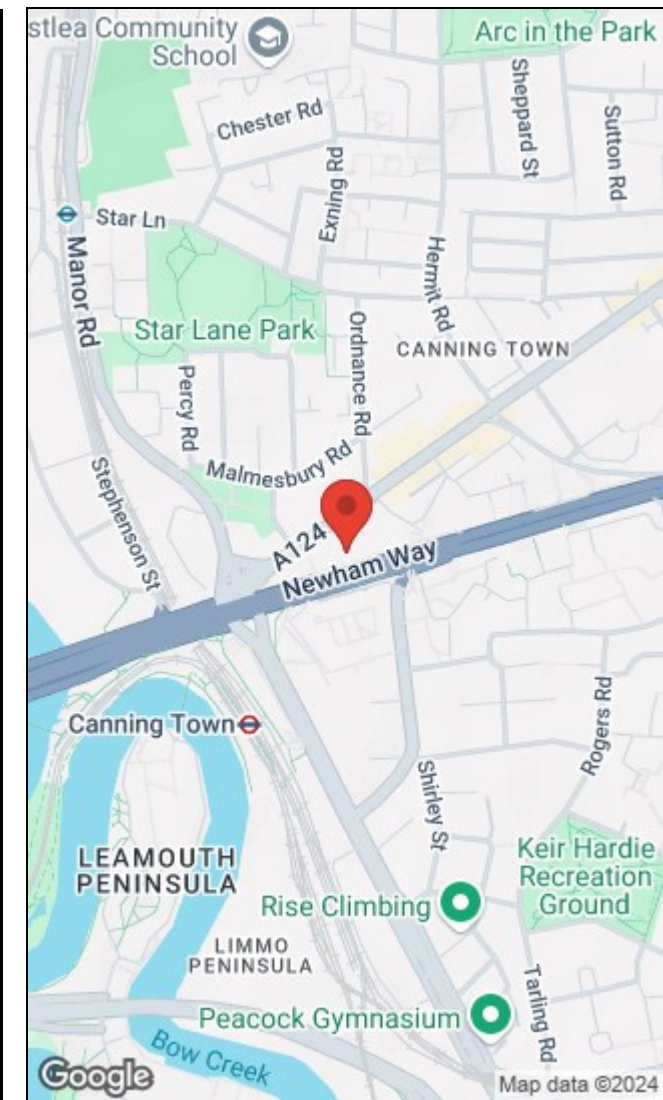 stlea Community
School
Arc in the Park
Chester Rd
Sheppard St
Sutton Rd
Exning Rd
Star Ln
Manor Rd
Hermit Rd
Star Lane Park
Ordnance Rd
CANNING TOWN
Percy Rd
Malmesbury Rd
Stephenson St
A124
Newham Way
Canning Town
Rogers Rd
Shirley St
LEAMOUTH
PENINSULA
Keir Hardie
Recreation
Ground
Rise Climbing
LIMMO
PENINSULA
Tarling Rd
Peacock Gymnasium
Bow Creek
Google
Map data ©2024